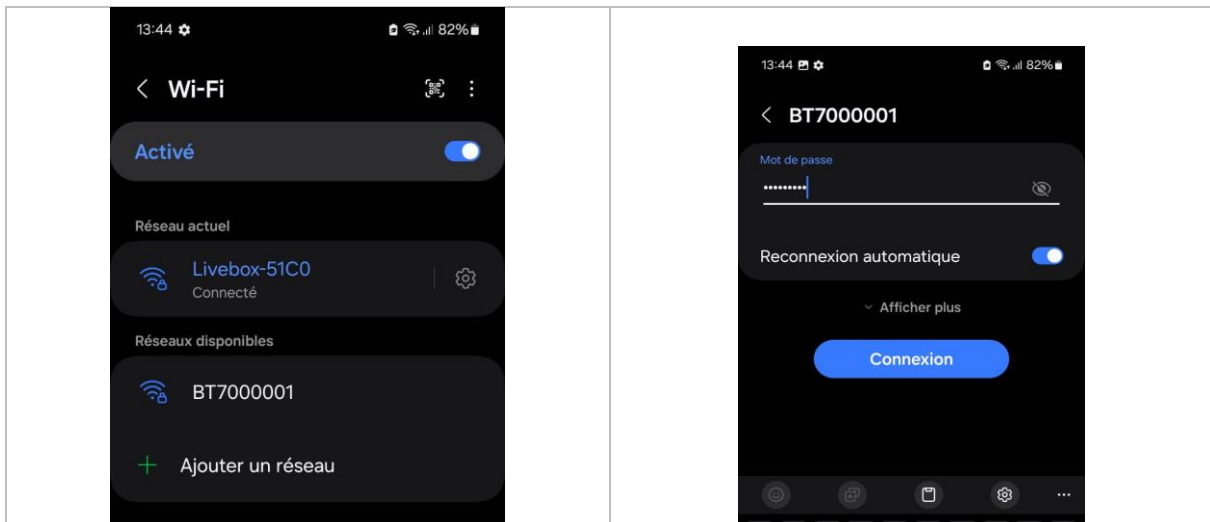 13:44 82%
Wi-Fi
Activé
Réseau actuel
Livebox-51C0
Connecté
Réseaux disponibles
BT7000001
Ajouter un réseau
13:44 82%
BT7000001
Mot de passe
•••••••••
Reconnexion automatique
Afficher plus
Connexion